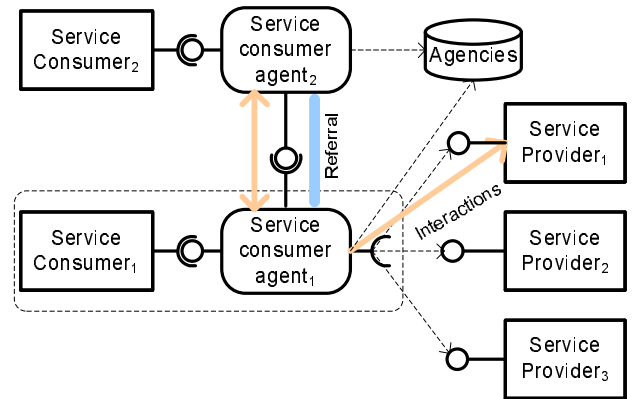 Service
Consumer2
Service
consumer
agent2
Agencies
Referral
Service
Provider1
Interactions
Service
Consumer1
Service
consumer
agent1
Service
Provider2
Service
Provider3